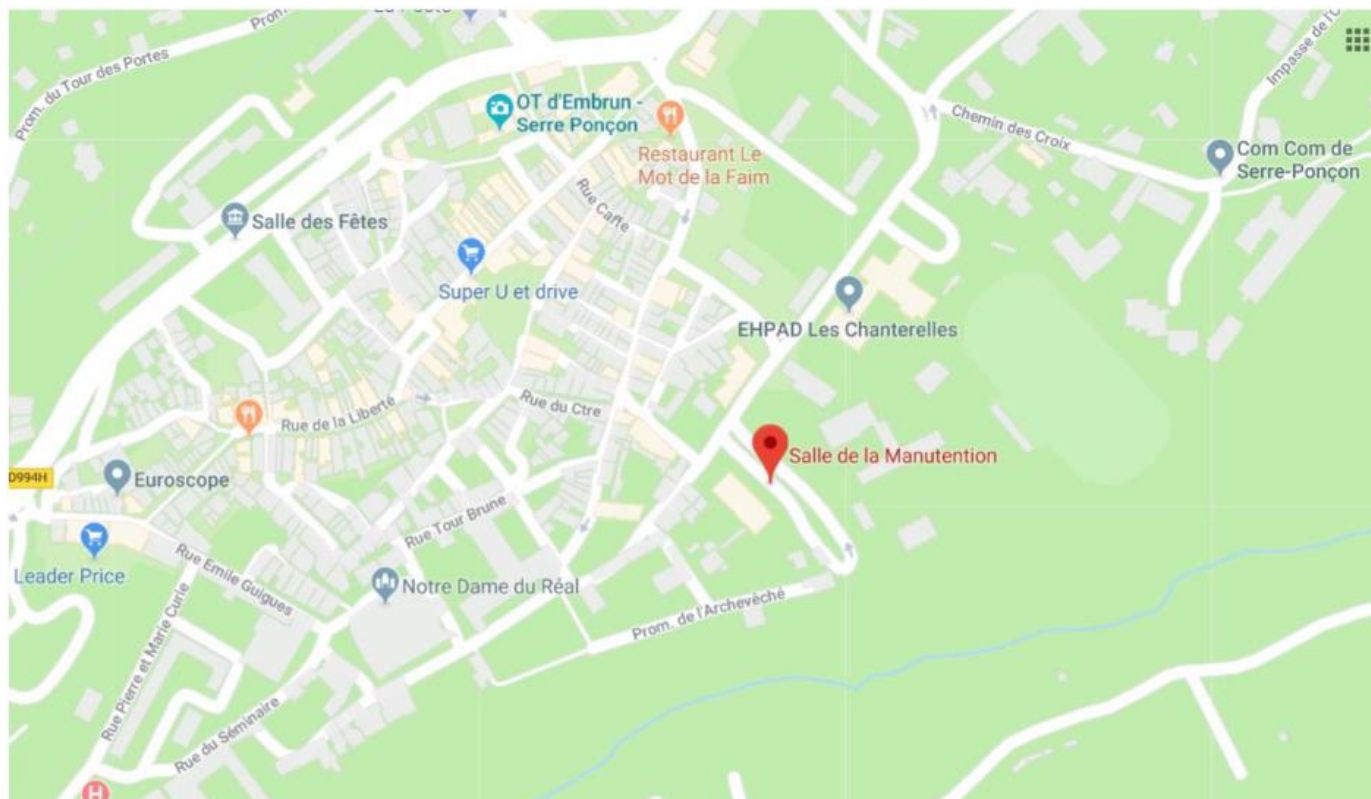 Prom. du Tour des Portes
OT d'Embrun -
Serre Ponçon
Restaurant Le
Mot de la Faim
Chemin des Croix
Com Com de
Serre-Ponçon
Rue Caffe
Salle des Fêtes
Super U et drive
EHPAD Les Chanterelles
Rue du Ctre
Rue de la Liberté
Salle de la Manutention
D994H
Euroscope
Rue Tour Brune
Leader Price
Rue Emile Guigues
Notre Dame du Réal
Prom. de l'Archevêché
Rue Pierre et Marie Curie
Rue du Séminaire
H